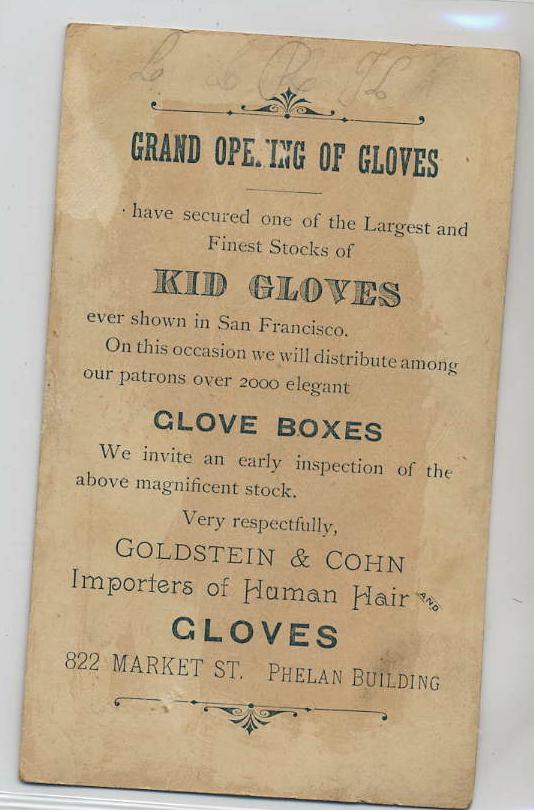 GRAND OPENING OF GLOVES
have secured one of the Largest and
Finest Stocks of
KID GLOVES
ever shown in San Francisco.
On this occasion we will distribute among
our patrons over 2000 elegant
GLOVE BOXES
We invite an early inspection of the
above magnificent stock.
Very respectfully,
GOLDSTEIN & COHN
Importers of Human Hair AND
GLOVES
822 MARKET ST. PHELAN BUILDING